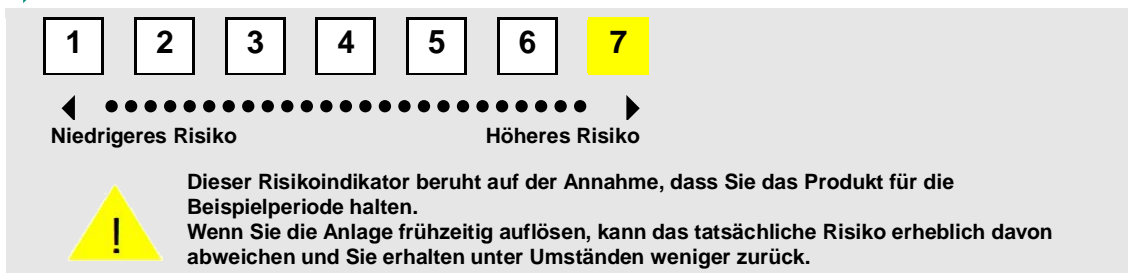 1 2 3 4 5 6 7
Niedrigeres Risiko Höheres Risiko
Dieser Risikoindikator beruht auf der Annahme, dass Sie das Produkt für die
Beispielperiode halten.
! Wenn Sie die Anlage frühzeitig auflösen, kann das tatsächliche Risiko erheblich davon
abweichen und Sie erhalten unter Umständen weniger zurück.